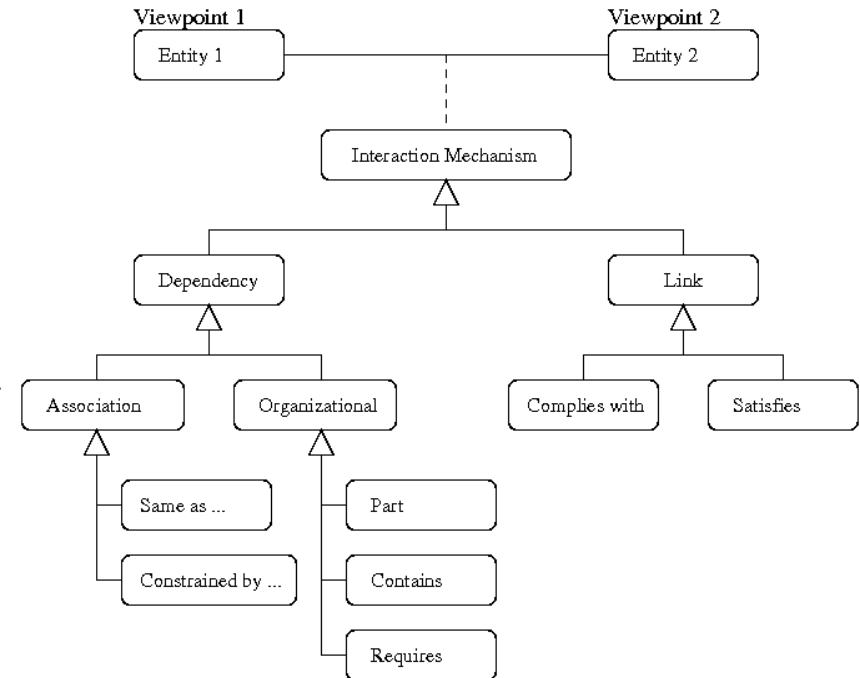 Viewpoint 1
Viewpoint 2
Entity 1
Entity 2
Interaction Mechanism
Dependency
Link
Association
Organizational
Complies with
Satisfies
Same as ...
Part
Constrained by ...
Contains
Requires